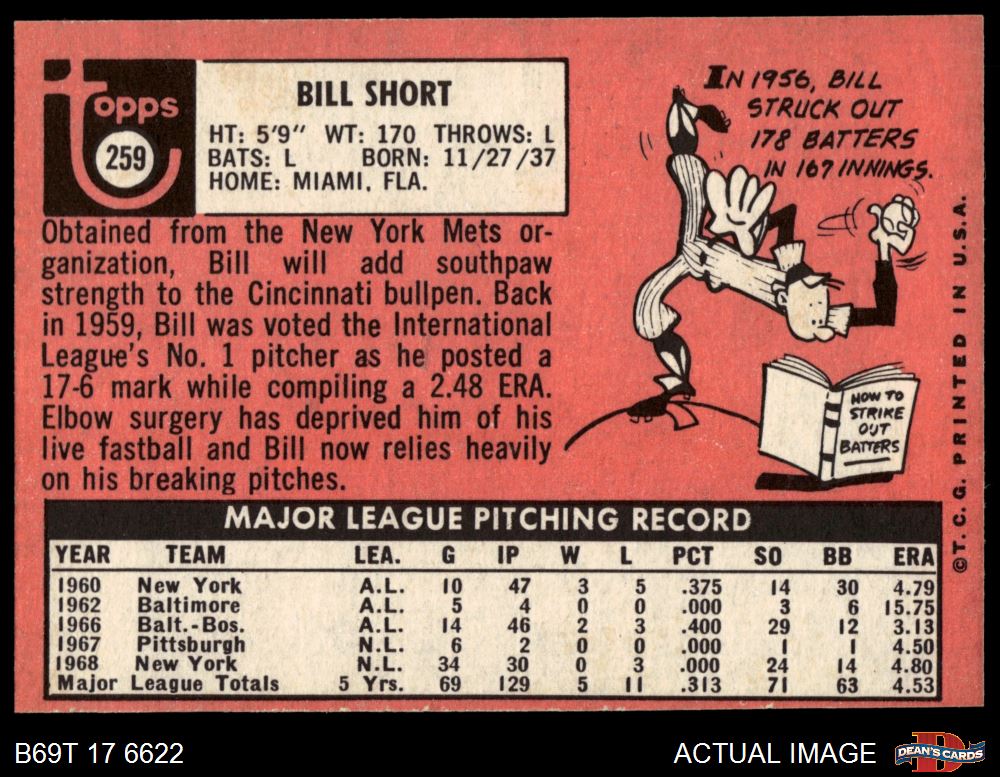 topps
259
BILL SHORT
HT: 5'9" WT: 170 THROWS: L
BATS: L BORN: 11/27/37
HOME: MIAMI, FLA.
Obtained from the New York Mets or-
ganization, Bill will add southpaw
strength to the Cincinnati bullpen. Back
in 1959, Bill was voted the International
League's No. 1 pitcher as he posted a
17-6 mark while compiling a 2.48 ERA.
Elbow surgery has deprived him of his
live fastball and Bill now relies heavily
on his breaking pitches.
IN 1956, BILL
STRUCK OUT
178 BATTERS
IN 167 INNINGS.
HOW TO
STRIKE
OUT
BATTERS
©T. C. G. PRINTED IN U.S.A.
MAJOR LEAGUE PITCHING RECORD
YEAR TEAM LEA. G IP W L PCT SO BB ERA
1960 New York A.L. 10 47 3 5 .375 14 30 4.79
1962 Baltimore A.L. 5 4 0 0 .000 3 6 15.75
1966 Balt.-Bos. A.L. 14 46 2 3 .400 29 12 3.13
1967 Pittsburgh N.L. 6 2 0 0 .000 1 1 4.50
1968 New York N.L. 34 30 0 3 .000 24 14 4.80
Major League Totals 5 Yrs. 69 129 5 11 .313 71 63 4.53
B69T 17 6622
ACTUAL IMAGE
DEAN'S CARDS